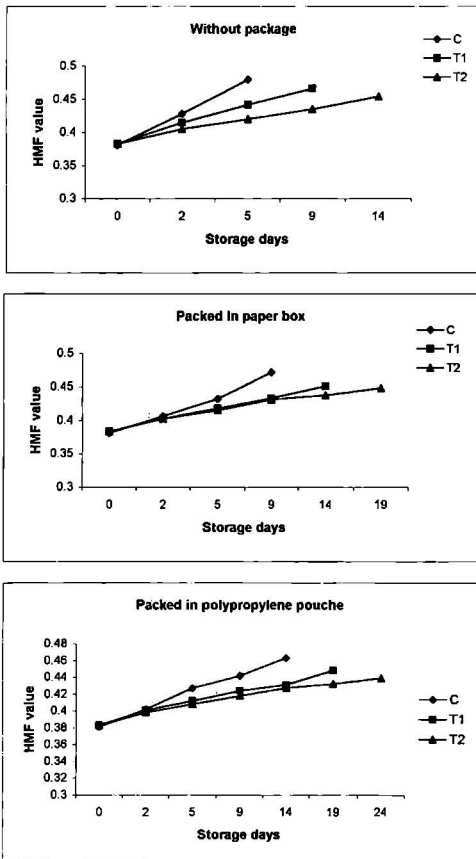 Without package
C
T1
T2
0.5
0.45
0.4
0.35
0.3
HMF value
0 2 5 9 14
Storage days
Packed in paper box
C
T1
T2
0.5
0.45
0.4
0.35
0.3
HMF value
0 2 5 9 14 19
Storage days
Packed in polypropylene pouche
C
T1
T2
0.48
0.46
0.44
0.42
0.4
0.38
0.36
0.34
0.32
0.3
HMF value
0 2 5 9 14 19 24
Storage days